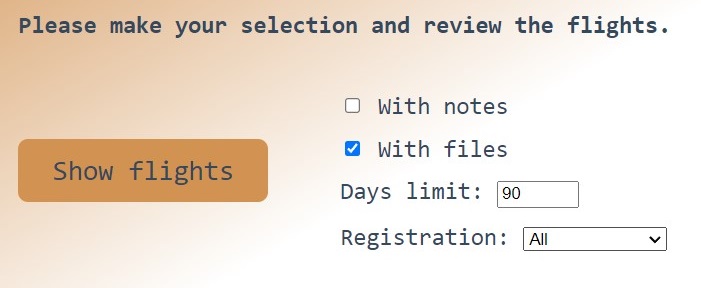 Please make your selection and review the flights.
With notes
With files
Show flights
Days limit: 90
Registration: All